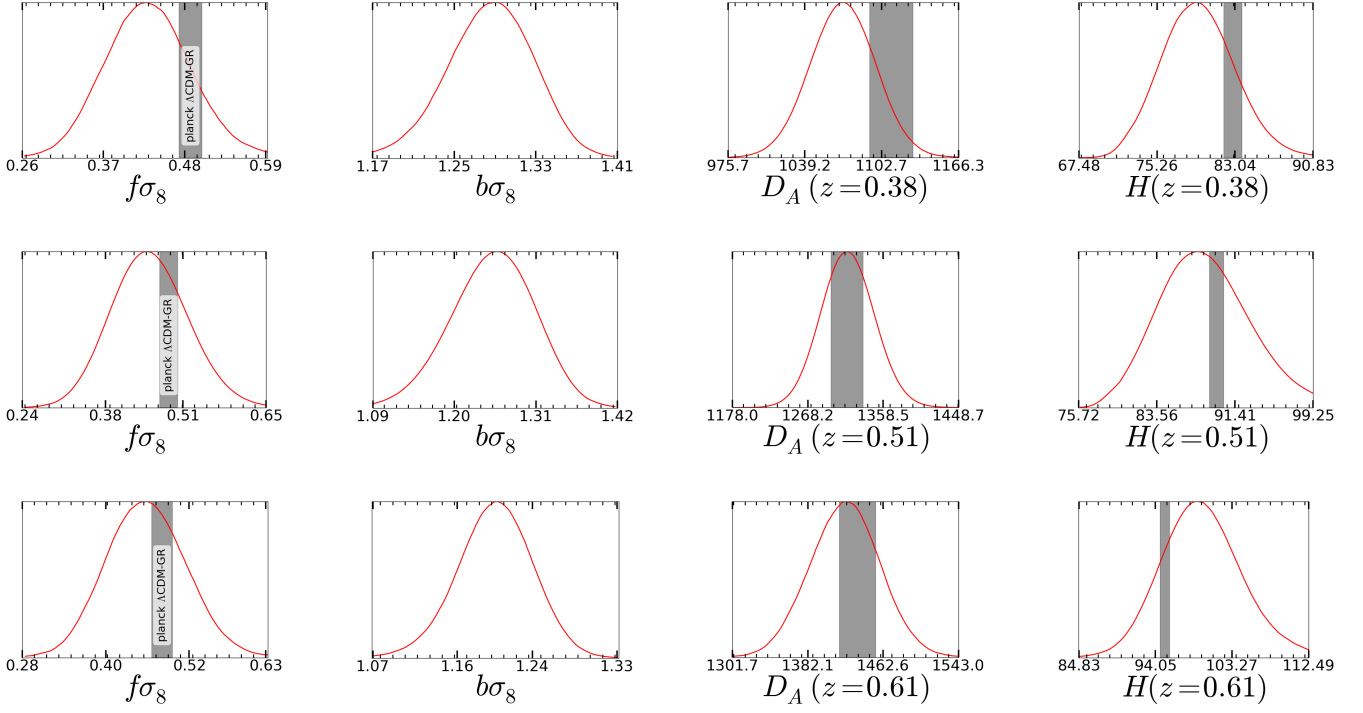 planck ΛCDM-GR
0.26 0.37 0.48 0.59 1.17 1.25 1.33 1.41 975.7 1039.2 1102.7 1166.3 67.48 75.26 83.04 90.83
fσ₈ bσ₈ D_A (z=0.38) H(z=0.38)
planck ΛCDM-GR
0.24 0.38 0.51 0.65 1.09 1.20 1.31 1.42 1178.0 1268.2 1358.5 1448.7 75.72 83.56 91.41 99.25
fσ₈ bσ₈ D_A (z=0.51) H(z=0.51)
planck ΛCDM-GR
0.28 0.40 0.52 0.63 1.07 1.16 1.24 1.33 1301.7 1382.1 1462.6 1543.0 84.83 94.05 103.27 112.49
fσ₈ bσ₈ D_A (z=0.61) H(z=0.61)